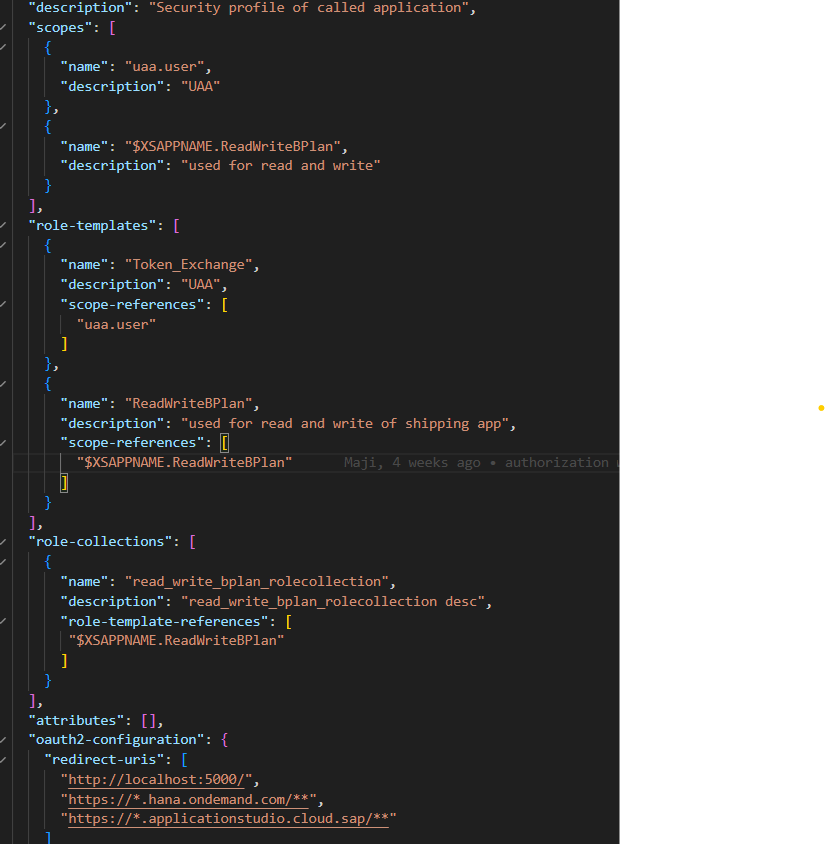 "description": "Security profile of called application",
"scopes": [
{
"name": "uaa.user",
"description": "UAA"
},
{
"name": "$XSAPPNAME.ReadWriteBPlan",
"description": "used for read and write"
}
],
"role-templates": [
{
"name": "Token_Exchange",
"description": "UAA",
"scope-references": [
"uaa.user"
]
},
{
"name": "ReadWriteBPlan",
"description": "used for read and write of shipping app",
"scope-references": [
"$XSAPPNAME.ReadWriteBPlan" Maji, 4 weeks ago • authorization
]
}
],
"role-collections": [
{
"name": "read_write_bplan_rolecollection",
"description": "read_write_bplan_rolecollection desc",
"role-template-references": [
"$XSAPPNAME.ReadWriteBPlan"
]
}
],
"attributes": [],
"oauth2-configuration": {
"redirect-uris": [
"http://localhost:5000/",
"https://*.hana.ondemand.com/**",
"https://*.applicationstudio.cloud.sap/**"
]